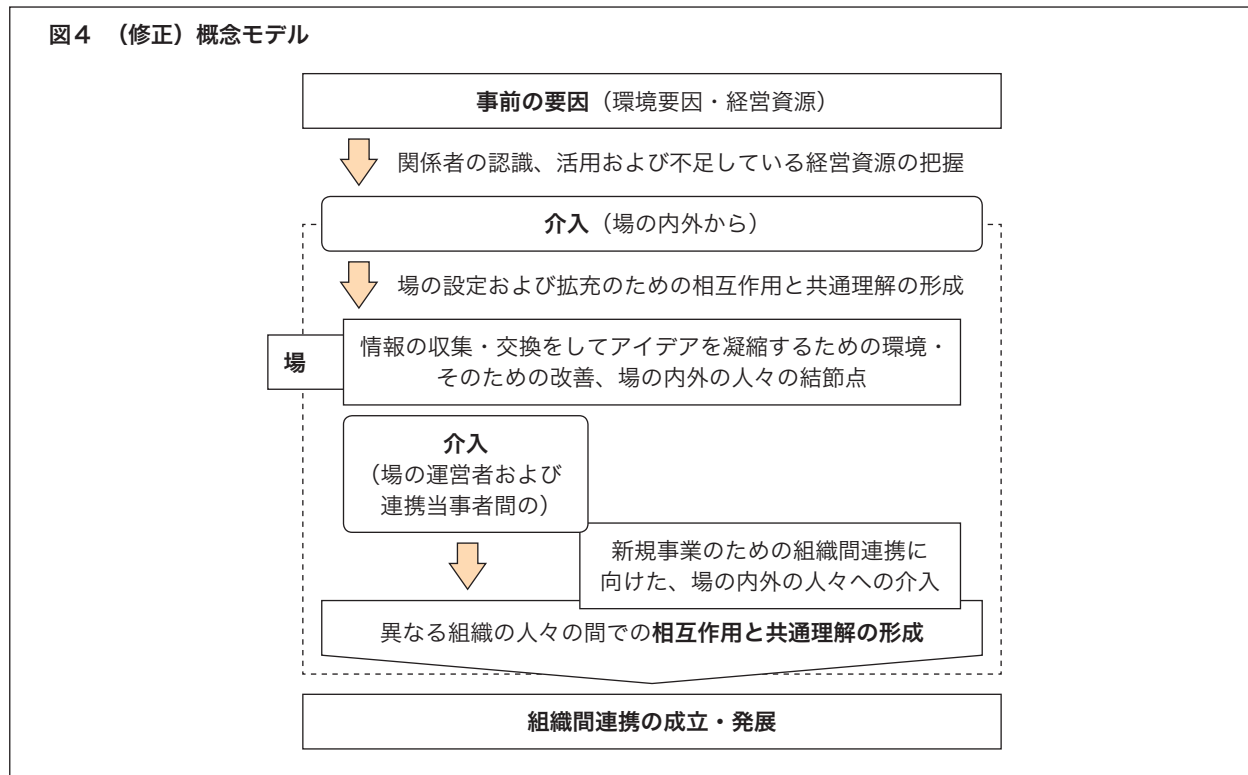 図4 （修正）概念モデル
事前の要因（環境要因・経営資源）
関係者の認識、活用および不足している経営資源の把握
介入（場の内外から）
場の設定および拡充のための相互作用と共通理解の形成
場
情報の収集・交換をしてアイデアを凝縮するための環境・
そのための改善、場の内外の人々の結節点
介入
（場の運営者および
連携当事者間の）
新規事業のための組織間連携に
向けた、場の内外の人々への介入
異なる組織の人々の間での相互作用と共通理解の形成
組織間連携の成立・発展